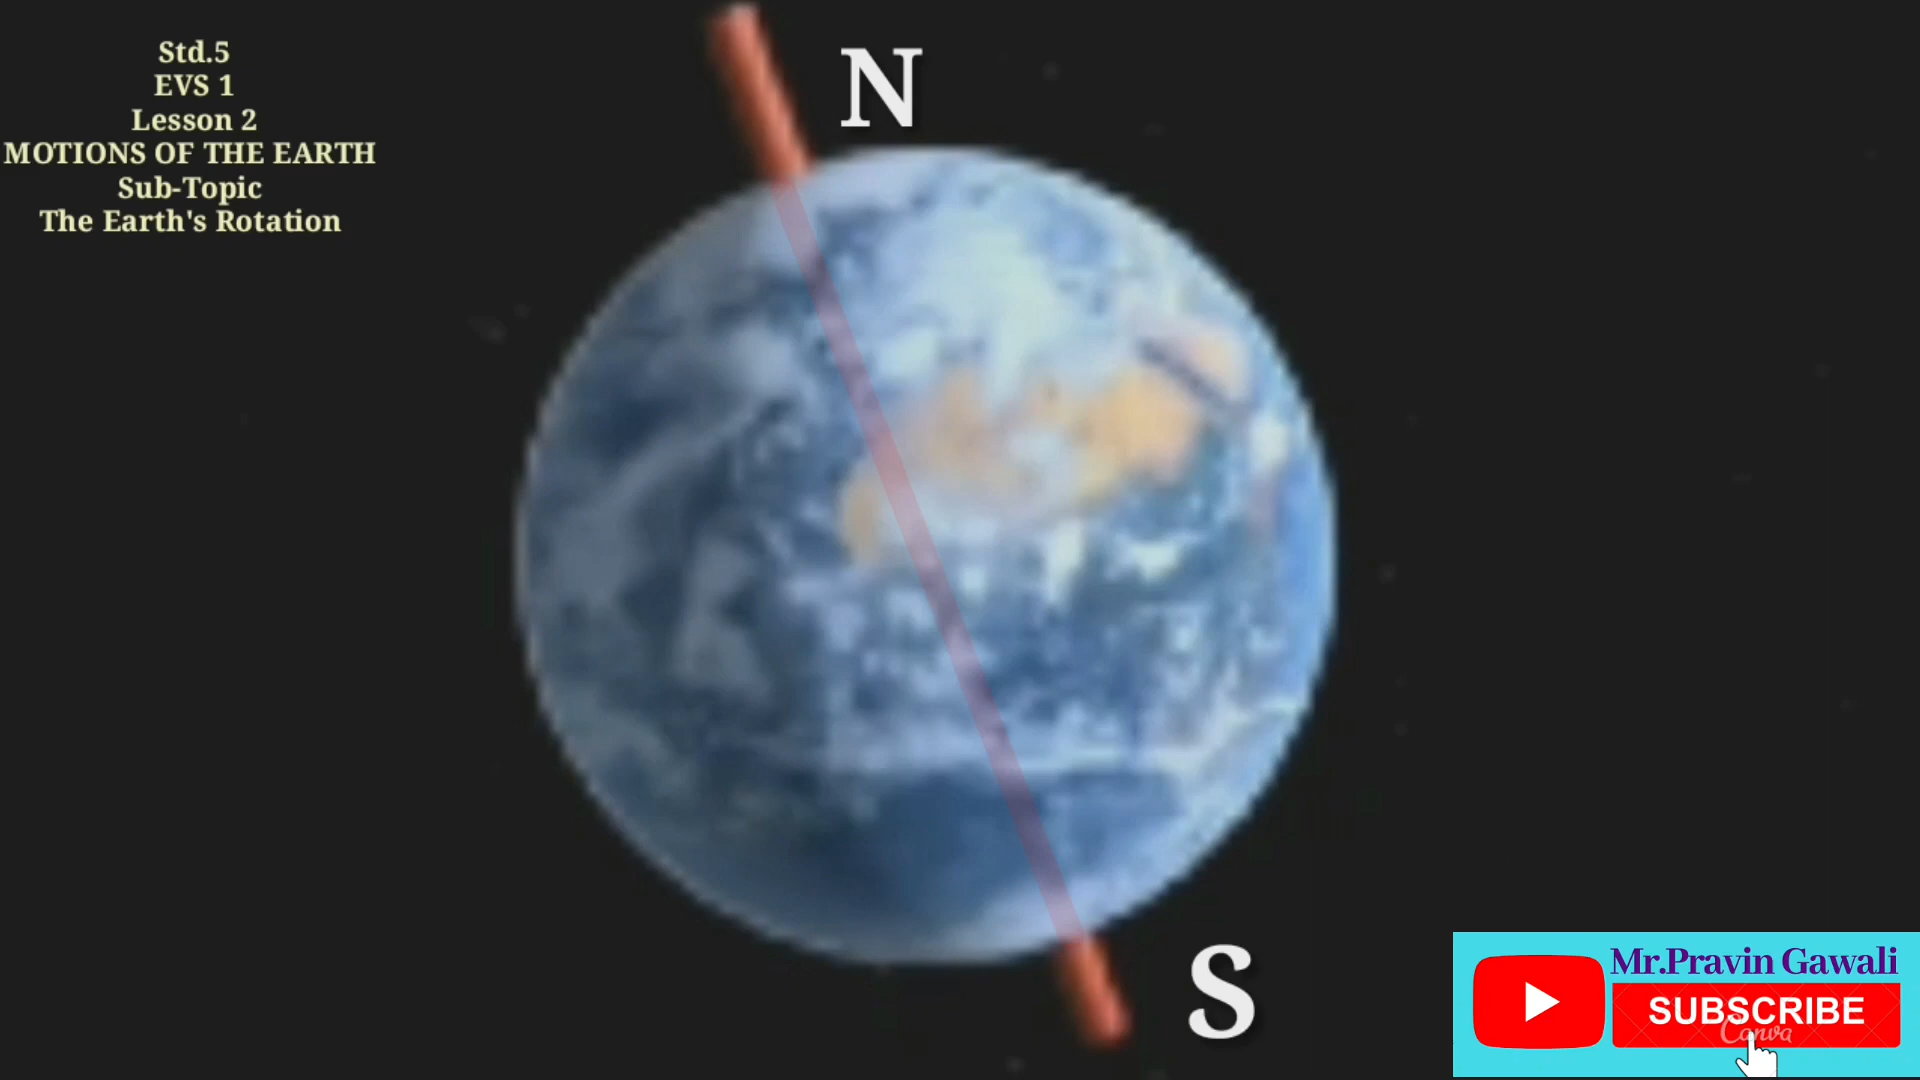 Std.5
EVS 1
Lesson 2
MOTIONS OF THE EARTH
Sub-Topic
The Earth's Rotation
N
S
Mr.Pravin Gawali
SUBSCRIBE
Canva